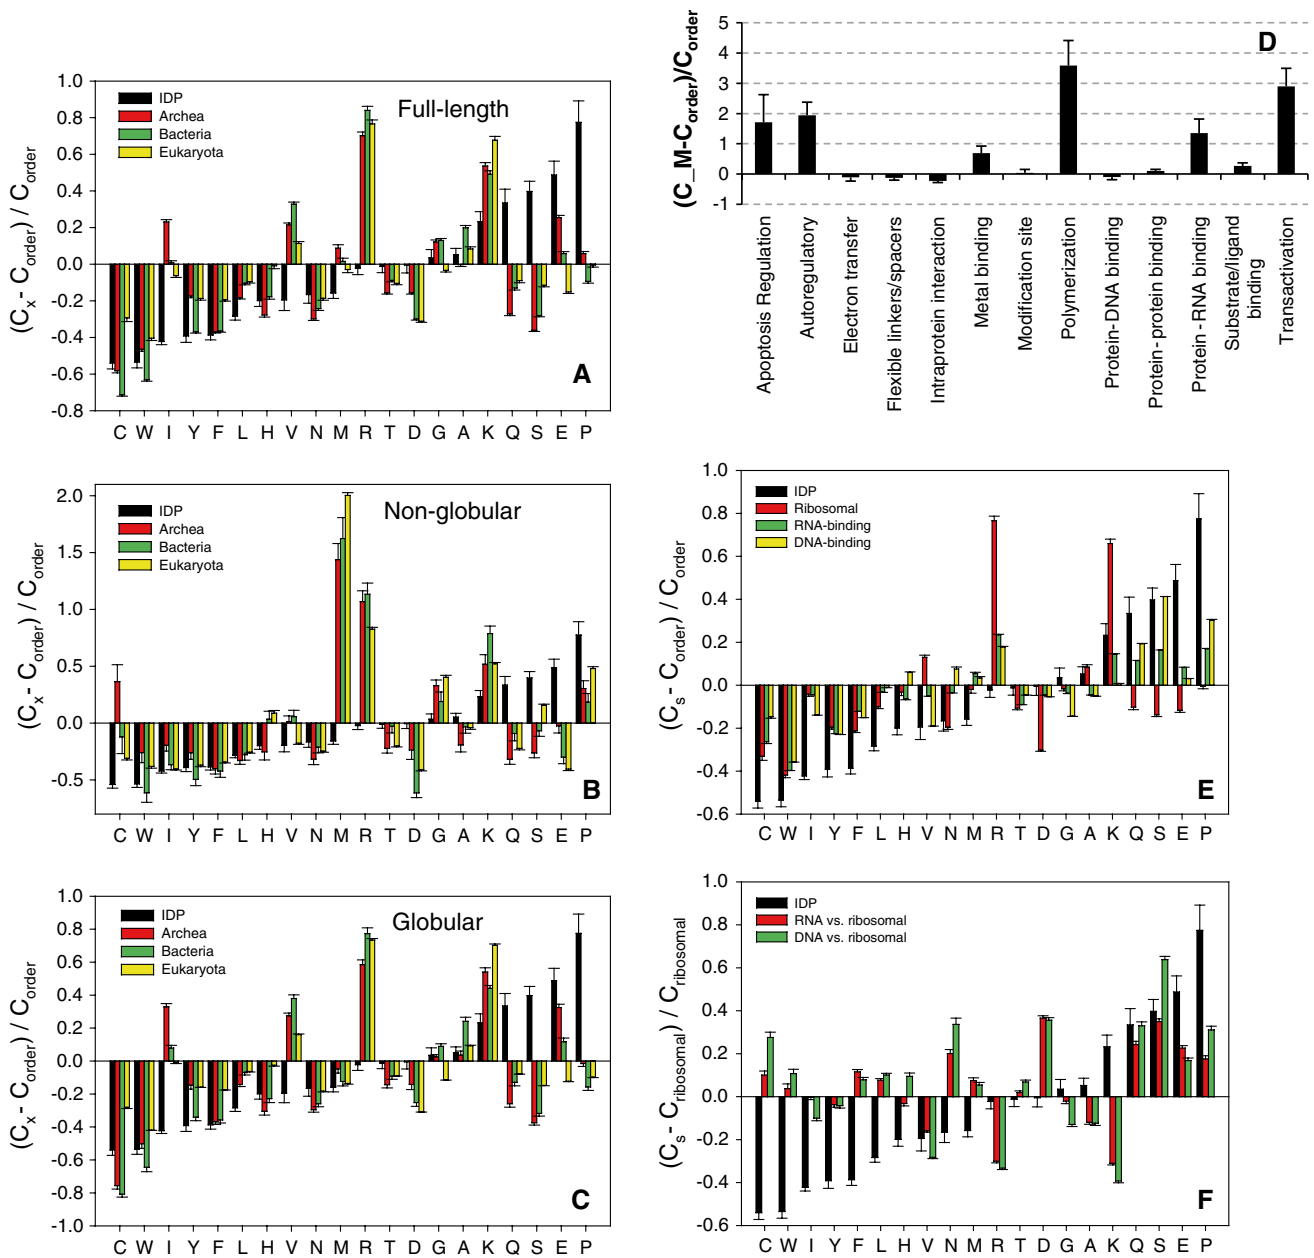 (Cx - Corder) / Corder
1.0
0.8
0.6
0.4
0.2
0.0
-0.2
-0.4
-0.6
-0.8
IDP
Archea
Bacteria
Eukaryota
Full-length
A
C W I Y F L H V N M R T D G A K Q S E P
(Cx - Corder) / Corder
2.0
1.5
1.0
0.5
0.0
-0.5
IDP
Archea
Bacteria
Eukaryota
Non-globular
B
C W I Y F L H V N M R T D G A K Q S E P
(Cx - Corder) / Corder
1.0
0.8
0.6
0.4
0.2
0.0
-0.2
-0.4
-0.6
-0.8
-1.0
IDP
Archea
Bacteria
Eukaryota
Globular
C
C W I Y F L H V N M R T D G A K Q S E P
(C_M-Corder)/Corder
5
4
3
2
1
0
-1
D
Apoptosis Regulation
Autoregulatory
Electron transfer
Flexible linkers/spacers
Intraprotein interaction
Metal binding
Modification site
Polymerization
Protein-DNA binding
Protein-protein binding
Protein-RNA binding
Substrate/ligand
binding
Transactivation
(Cs - Corder) / Corder
1.0
0.8
0.6
0.4
0.2
0.0
-0.2
-0.4
-0.6
IDP
Ribosomal
RNA-binding
DNA-binding
E
C W I Y F L H V N M R T D G A K Q S E P
(Cs - Cribosomal) / Cribosomal
1.0
0.8
0.6
0.4
0.2
0.0
-0.2
-0.4
-0.6
IDP
RNA vs. ribosomal
DNA vs. ribosomal
F
C W I Y F L H V N M R T D G A K Q S E P